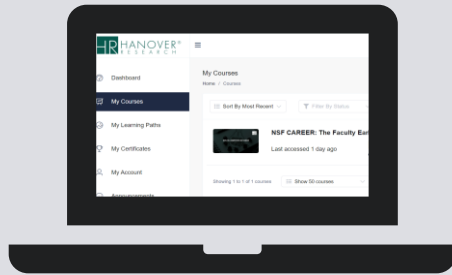 HR HANOVER®
RESEARCH
Dashboard
My Courses
My Learning Paths
My Certificates
My Account
Announcements
My Courses
Home / Courses
Sort By Most Recent
Filter By Status
NSF CAREER: The Faculty Ear
Last accessed 1 day ago
Showing 1 to 1 of 1 courses
Show 50 courses